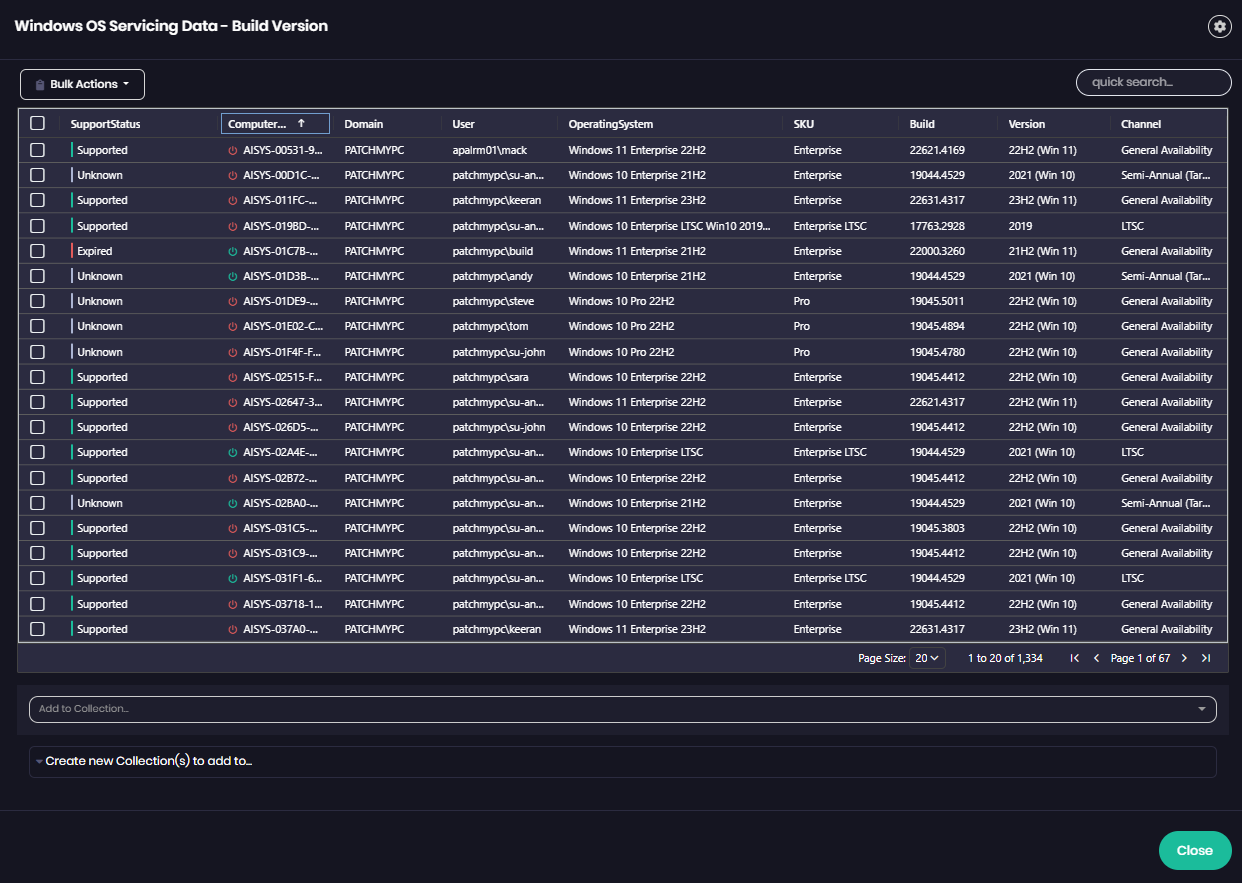 Windows OS Servicing Data - Build Version
Bulk Actions
quick search...
SupportStatus Computer... ↑ Domain User OperatingSystem SKU Build Version Channel
Supported AISYS-00531-9... PATCHMYPC apalrm01\mack Windows 11 Enterprise 22H2 Enterprise 22621.4169 22H2 (Win 11) General Availability
Unknown AISYS-00D1C-... PATCHMYPC patchmypc\su-an... Windows 10 Enterprise 21H2 Enterprise 19044.4529 2021 (Win 10) Semi-Annual (Tar...
Supported AISYS-011FC-... PATCHMYPC patchmypc\keeran Windows 11 Enterprise 23H2 Enterprise 22631.4317 23H2 (Win 11) General Availability
Supported AISYS-019BD-... PATCHMYPC patchmypc\su-an... Windows 10 Enterprise LTSC Win10 2019... Enterprise LTSC 17763.2928 2019 LTSC
Expired AISYS-01C7B-... PATCHMYPC patchmypc\build Windows 11 Enterprise 21H2 Enterprise 22000.3260 21H2 (Win 11) General Availability
Unknown AISYS-01D3B-... PATCHMYPC patchmypc\andy Windows 10 Enterprise 21H2 Enterprise 19044.4529 2021 (Win 10) Semi-Annual (Tar...
Unknown AISYS-01DE9-... PATCHMYPC patchmypc\steve Windows 10 Pro 22H2 Pro 19045.5011 22H2 (Win 10) General Availability
Unknown AISYS-01E02-C... PATCHMYPC patchmypc\tom Windows 10 Pro 22H2 Pro 19045.4894 22H2 (Win 10) General Availability
Unknown AISYS-01F4F-F... PATCHMYPC patchmypc\su-john Windows 10 Pro 22H2 Pro 19045.4780 22H2 (Win 10) General Availability
Supported AISYS-02515-F... PATCHMYPC patchmypc\sara Windows 10 Enterprise 22H2 Enterprise 19045.4412 22H2 (Win 10) General Availability
Supported AISYS-02647-3... PATCHMYPC patchmypc\su-an... Windows 11 Enterprise 22H2 Enterprise 22621.4317 22H2 (Win 11) General Availability
Supported AISYS-026D5-... PATCHMYPC patchmypc\su-john Windows 10 Enterprise 22H2 Enterprise 19045.4412 22H2 (Win 10) General Availability
Supported AISYS-02A4E-... PATCHMYPC patchmypc\su-an... Windows 10 Enterprise LTSC Enterprise LTSC 19044.4529 2021 (Win 10) LTSC
Supported AISYS-02B72-... PATCHMYPC patchmypc\su-an... Windows 10 Enterprise 22H2 Enterprise 19045.4412 22H2 (Win 10) General Availability
Unknown AISYS-02BA0-... PATCHMYPC patchmypc\su-an... Windows 10 Enterprise 21H2 Enterprise 19044.4529 2021 (Win 10) Semi-Annual (Tar...
Supported AISYS-031C5-... PATCHMYPC patchmypc\su-an... Windows 10 Enterprise 22H2 Enterprise 19045.3803 22H2 (Win 10) General Availability
Supported AISYS-031C9-... PATCHMYPC patchmypc\su-an... Windows 10 Enterprise 22H2 Enterprise 19045.4412 22H2 (Win 10) General Availability
Supported AISYS-031F1-6... PATCHMYPC patchmypc\su-an... Windows 10 Enterprise LTSC Enterprise LTSC 19044.4529 2021 (Win 10) LTSC
Supported AISYS-03718-1... PATCHMYPC patchmypc\su-an... Windows 10 Enterprise 22H2 Enterprise 19045.4412 22H2 (Win 10) General Availability
Supported AISYS-037A0-... PATCHMYPC patchmypc\keeran Windows 11 Enterprise 23H2 Enterprise 22631.4317 23H2 (Win 11) General Availability
Page Size: 20 1 to 20 of 1,334 Page 1 of 67
Add to Collection...
Create new Collection(s) to add to...
Close